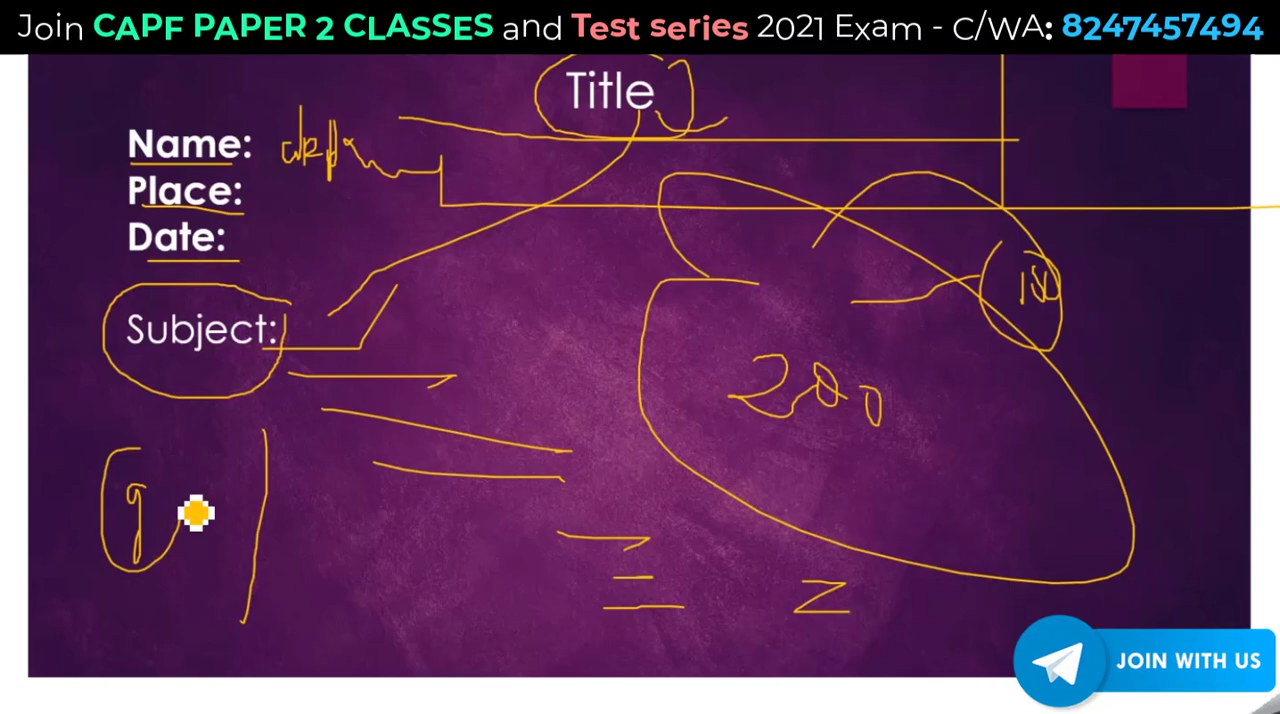 Join CAPF PAPER 2 CLASSES and Test series 2021 Exam - C/WA: 8247457494
Title
Name:
Place:
Date:
Subject:
200
JOIN WITH US